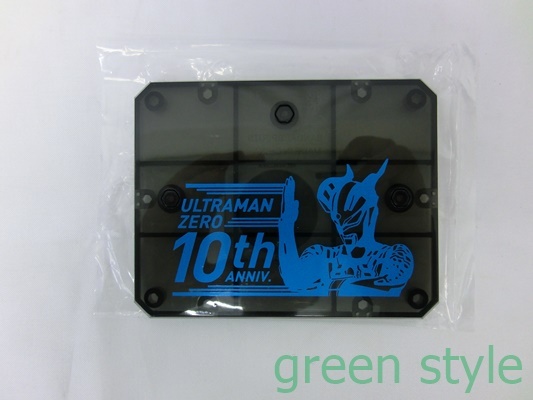 ULTRAMAN
ZERO
10th
ANNIV.
green style